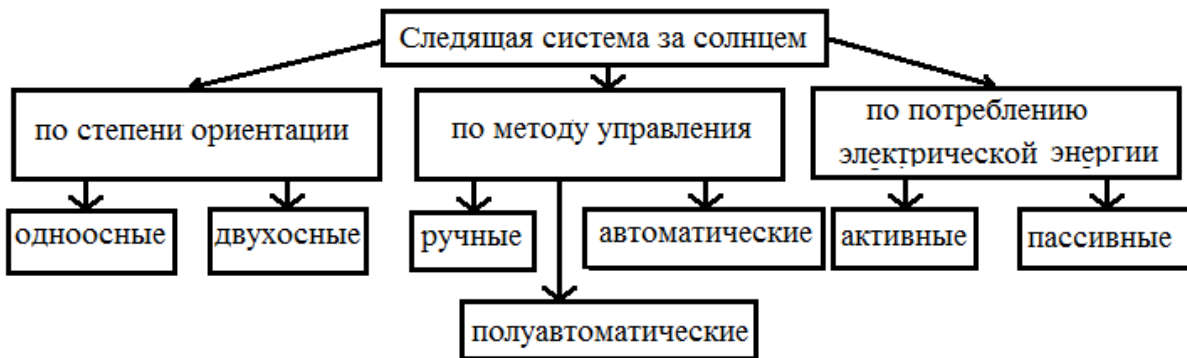 Следящая система за солнцем
по степени ориентации
по методу управления
по потреблению
электрической энергии
одноосные
двухосные
ручные
автоматические
активные
пассивные
полуавтоматические